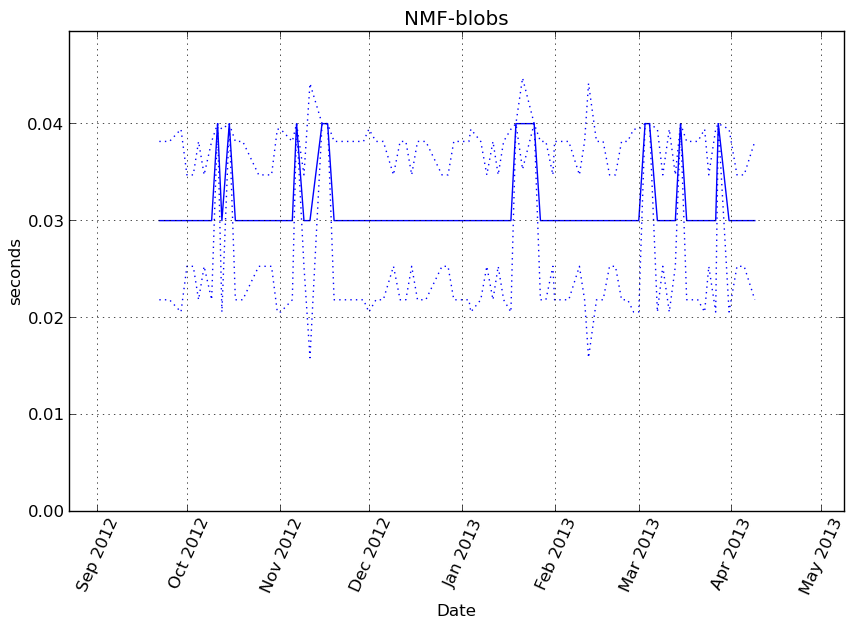 NMF-blobs
seconds
0.04
0.03
0.02
0.01
0.00
Sep 2012
Oct 2012
Nov 2012
Dec 2012
Jan 2013
Feb 2013
Mar 2013
Apr 2013
May 2013
Date